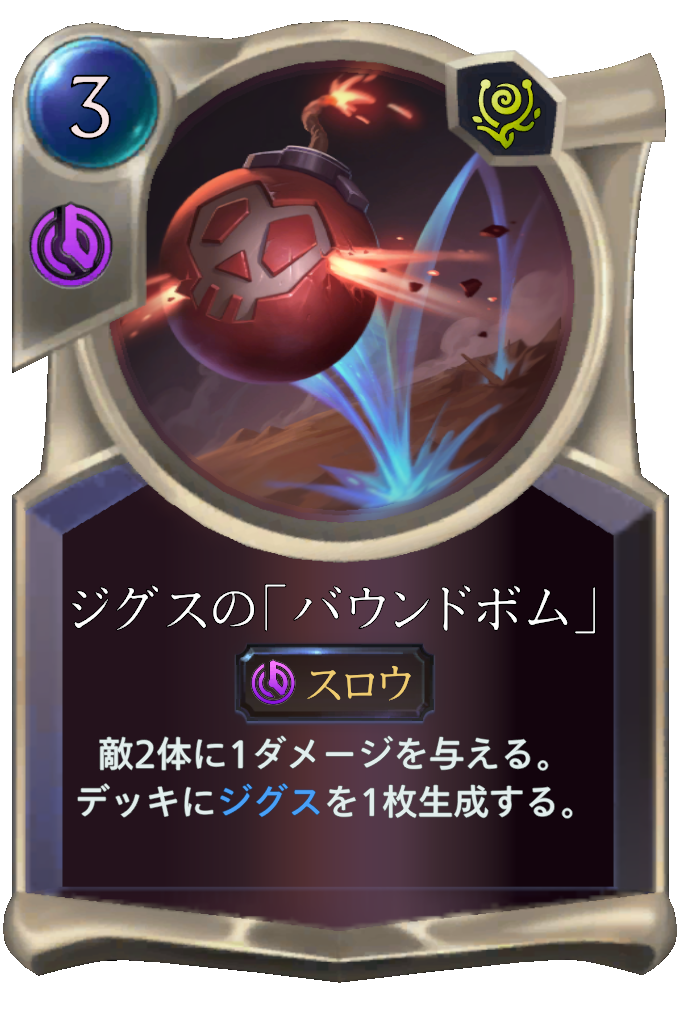 3
ジグスの「バウンドボム」
スロウ
敵2体に1ダメージを与える。
デッキにジグスを1枚生成する。